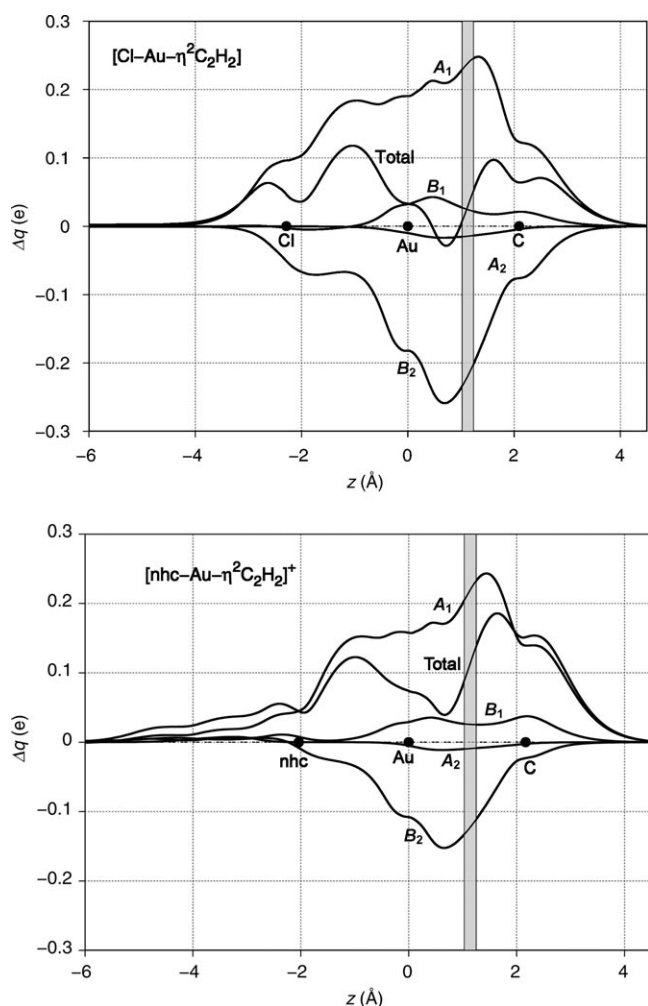 0.3
[Cl–Au–η²C₂H₂]
A₁
0.2
Total
0.1
B₁
Δq (e)
0
Cl
Au
C
A₂
−0.1
−0.2
B₂
−0.3
−6
−4
−2
0
2
4
z (Å)
0.3
[nhc–Au–η²C₂H₂]⁺
A₁
0.2
Total
0.1
B₁
Δq (e)
0
nhc
Au
A₂
C
B₂
−0.1
−0.2
−0.3
−6
−4
−2
0
2
4
z (Å)